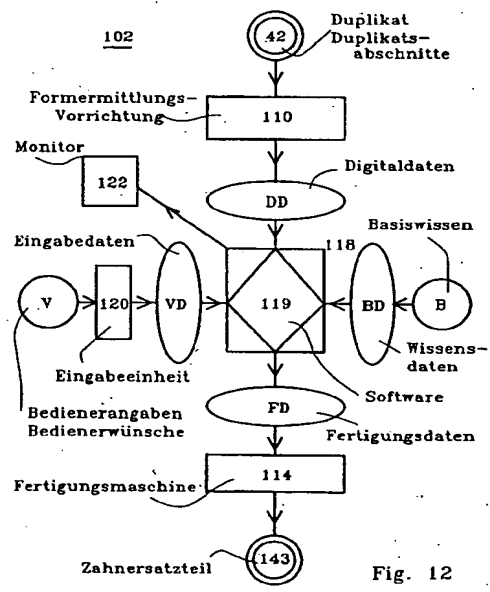 102
42
Duplikat
Duplikats-
abschnitte
Formermittlungs-
Vorrichtung
110
Monitor
122
DD
Digitaldaten
Eingabedaten
118
Basiswissen
V
120
VD
119
BD
B
Eingabeeinheit
Wissens-
daten
Bedienerangaben
Bedienerwünsche
Software
FD
Fertigungsdaten
114
Fertigungsmaschine
143
Zahnersatzteil
Fig. 12